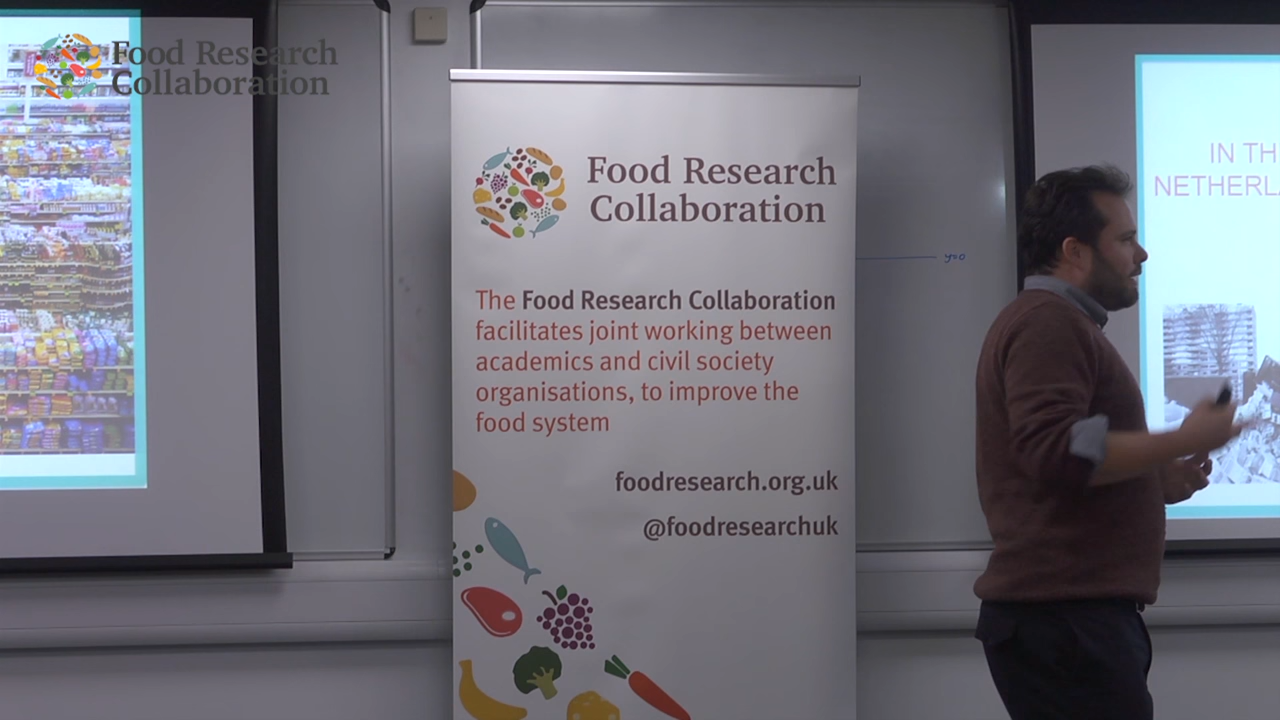 Food Research
Collaboration
Food Research
Collaboration
The Food Research Collaboration
facilitates joint working between
academics and civil society
organisations, to improve the
food system
foodresearch.org.uk
@foodresearchuk
IN TH
NETHERL